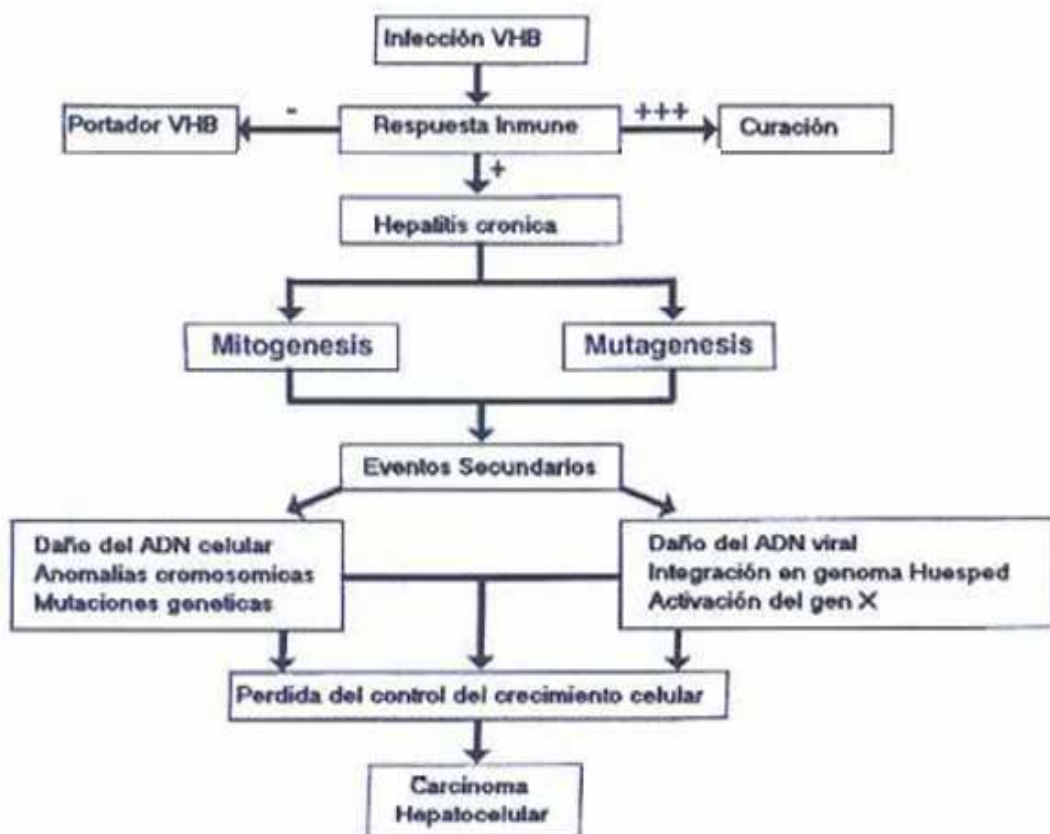 Infección VHB
Portador VHB
-
Respuesta Inmune
+++
Curación
+
Hepatitis cronica
Mitogenesis
Mutagenesis
Eventos Secundarios
Daño del ADN celular
Anomalias cromosomicas
Mutaciones geneticas
Daño del ADN viral
Integración en genoma Huesped
Activación del gen X
Perdida del control del crecimiento celular
Carcinoma
Hepatocelular